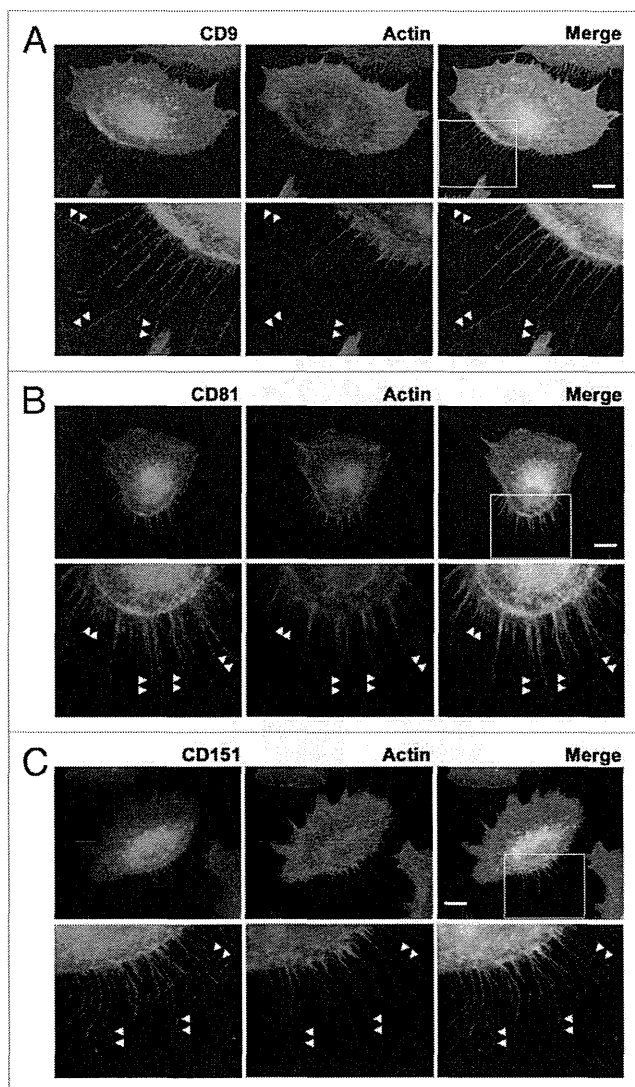 A
CD9 Actin Merge
B
CD81 Actin Merge
C
CD151 Actin Merge